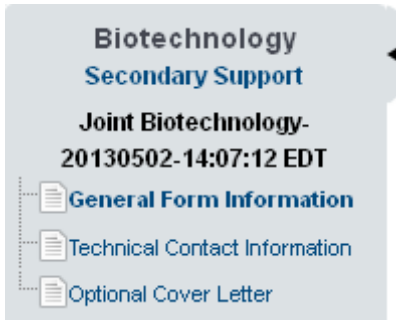 Biotechnology
Secondary Support
Joint Biotechnology-
20130502-14:07:12 EDT
General Form Information
Technical Contact Information
Optional Cover Letter